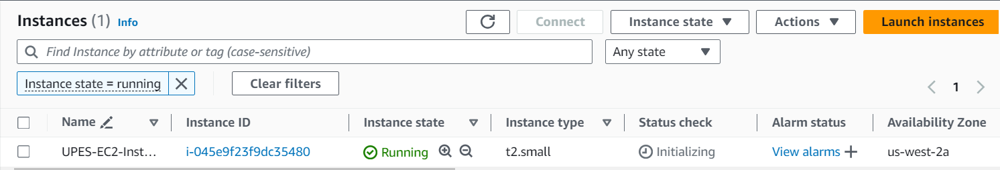 Instances (1) Info Connect Instance state Actions Launch instances
Find Instance by attribute or tag (case-sensitive) Any state
Instance state = running Clear filters 1
Name Instance ID Instance state Instance type Status check Alarm status Availability Zone
UPES-EC2-Inst... i-045e9f23f9dc35480 Running t2.small Initializing View alarms us-west-2a